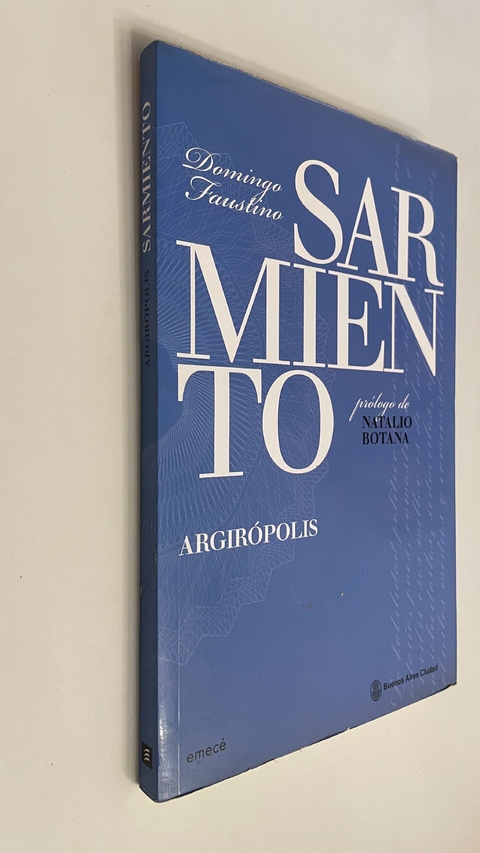 SARMIENTO
ARGIRÓPOLIS
Domingo
Faustino
SAR
MIEN
TO
prólogo de
NATALIO
BOTANA
ARGIRÓPOLIS
Buenos Aires Ciudad
emecé